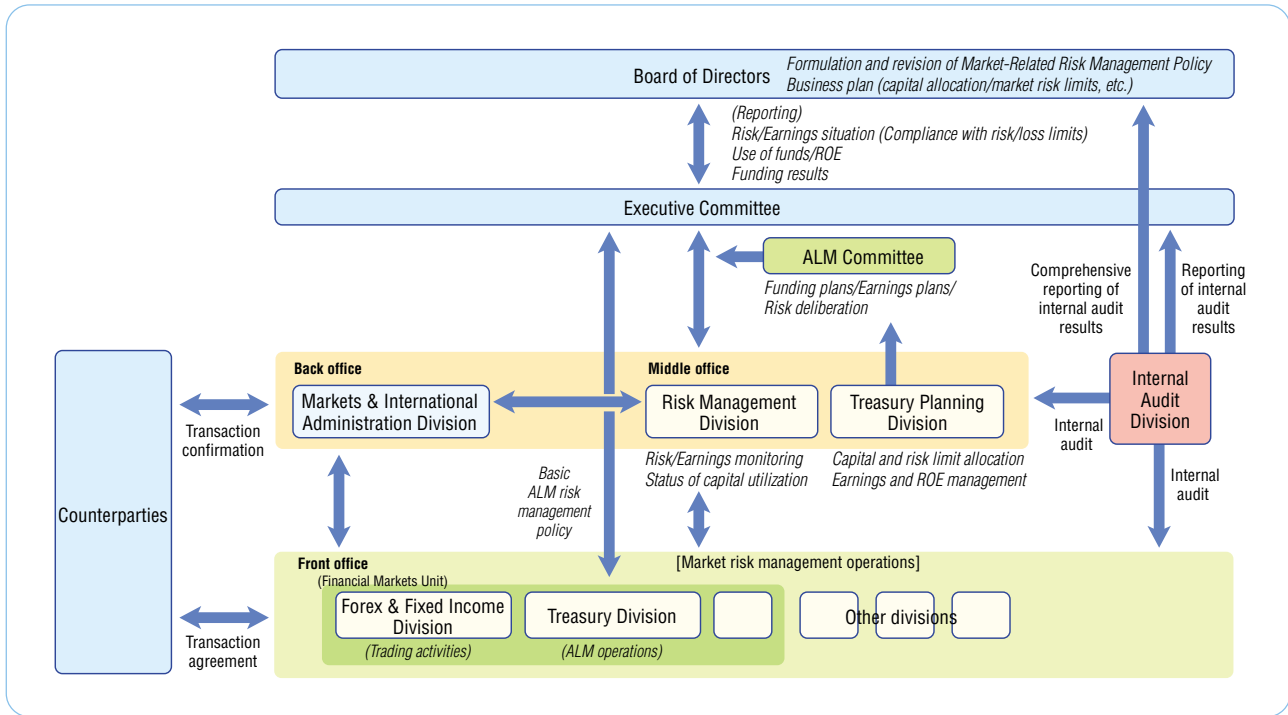 Board of Directors
Formulation and revision of Market-Related Risk Management Policy
Business plan (capital allocation/market risk limits, etc.)
(Reporting)
Risk/Earnings situation (Compliance with risk/loss limits)
Use of funds/ROE
Funding results
Executive Committee
ALM Committee
Funding plans/Earnings plans/
Risk deliberation
Comprehensive
reporting of
internal audit
results
Reporting
of internal
audit
results
Back office
Markets & International
Administration Division
Middle office
Risk Management
Division
Treasury Planning
Division
Internal
Audit
Division
Internal
audit
Internal
audit
Transaction
confirmation
Risk/Earnings monitoring
Status of capital utilization
Capital and risk limit allocation
Earnings and ROE management
Basic
ALM risk
management
policy
Counterparties
Front office
(Financial Markets Unit)
[Market risk management operations]
Forex & Fixed Income
Division
(Trading activities)
Treasury Division
(ALM operations)
Other divisions
Transaction
agreement